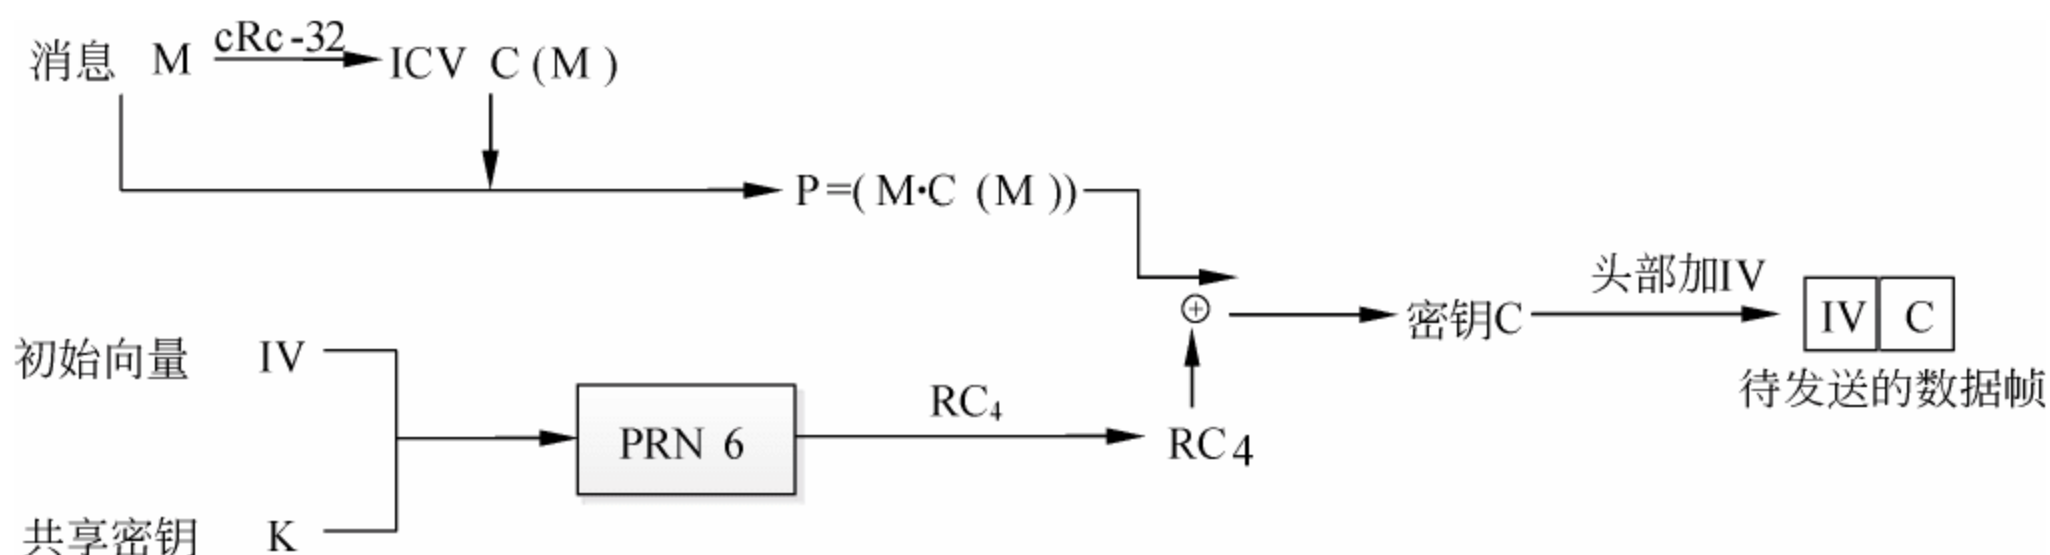 消息 M cRc-32 ICV C (M)
P=( M·C (M ))
头部加IV
密钥C IV C
初始向量 IV
待发送的数据帧
RC₄
PRN 6 RC4
共享密钥 K